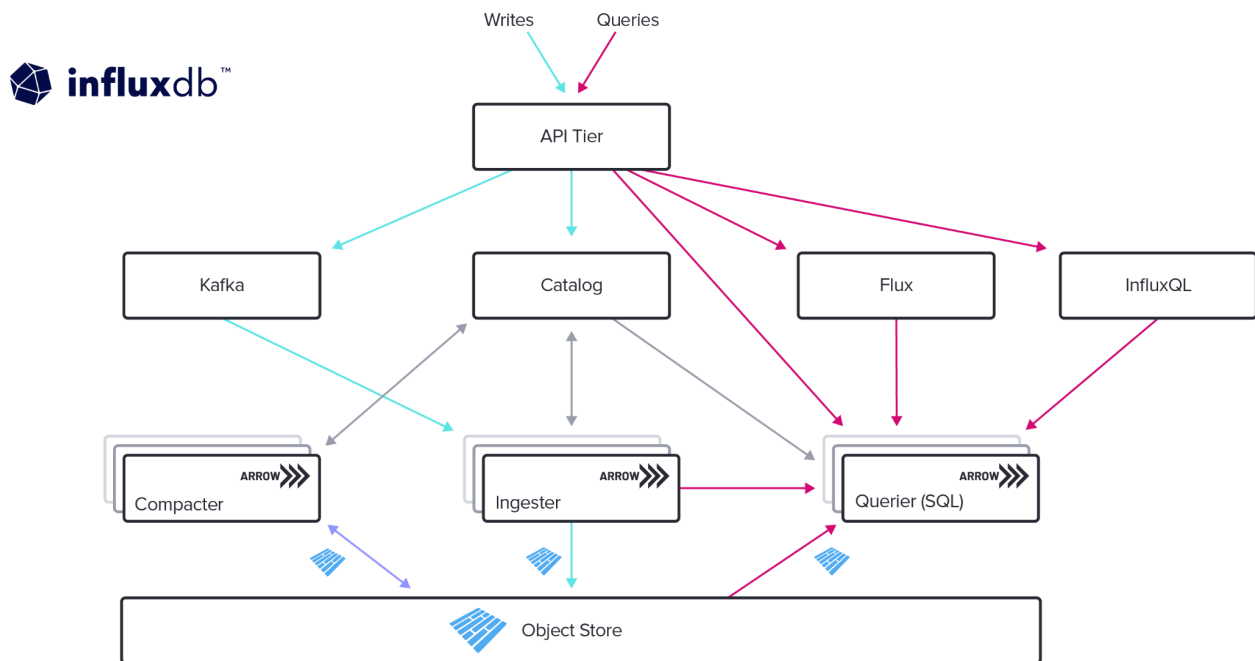 Writes
Queries
influxdb™
API Tier
Kafka
Catalog
Flux
InfluxQL
ARROW
Compacter
ARROW
Ingester
ARROW
Querier (SQL)
Object Store